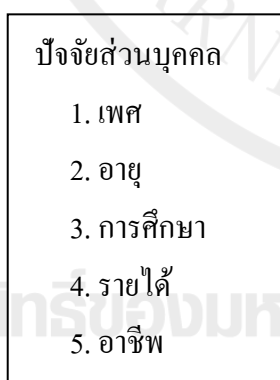 ปัจจัยส่วนบุคคล
1. เพศ
2. อายุ
3. การศึกษา
4. รายได้
5. อาชีพ